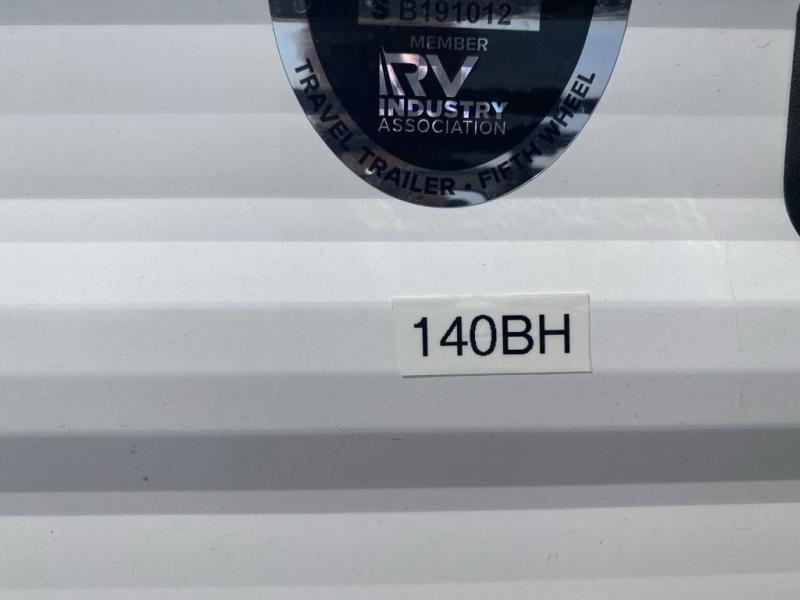 S B191012
MEMBER
RV
INDUSTRY
ASSOCIATION
TRAVEL TRAILER • FIFTH WHEEL
140BH